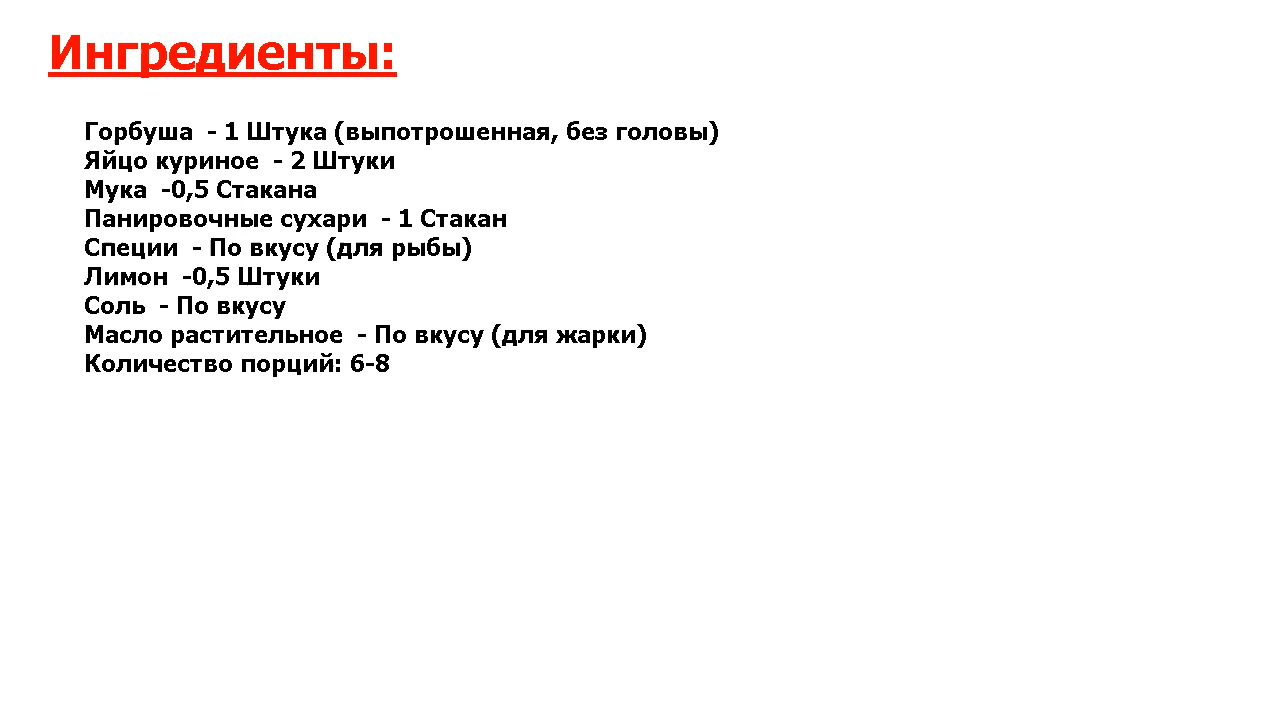 Ингредиенты:
Горбуша  - 1 Штука (выпотрошенная, без головы)
Яйцо куриное  - 2 Штуки
Мука  -0,5 Стакана
Панировочные сухари  - 1 Стакан
Специи  - По вкусу (для рыбы)
Лимон  -0,5 Штуки
Соль  - По вкусу
Масло растительное  - По вкусу (для жарки)
Количество порций: 6-8